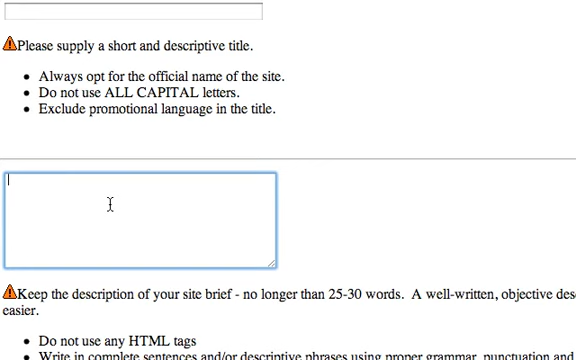 Please supply a short and descriptive title.
Always opt for the official name of the site.
Do not use ALL CAPITAL letters.
Exclude promotional language in the title.
Keep the description of your site brief - no longer than 25-30 words. A well-written, objective des
easier.
Do not use any HTML tags
Write in complete sentences and/or descriptive phrases using proper grammar, punctuation and